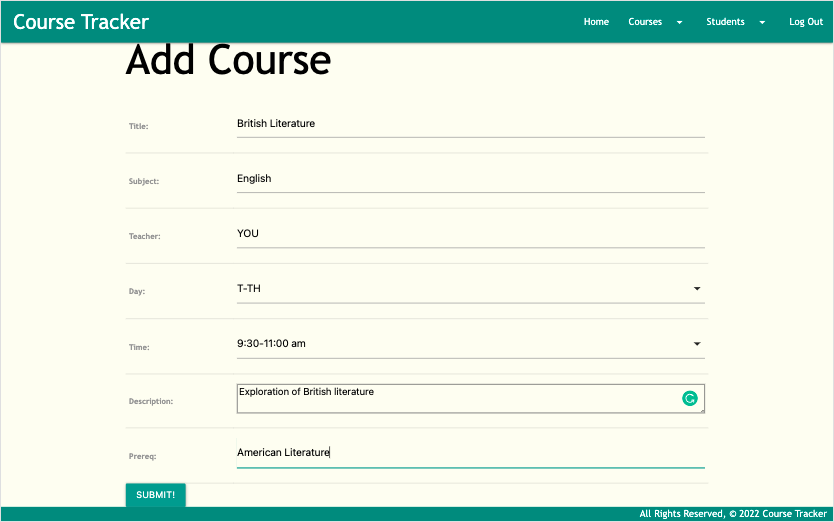 Course Tracker
Home Courses Students Log Out
Add Course
Title: British Literature
Subject: English
Teacher: YOU
Day: T-TH
Time: 9:30-11:00 am
Description: Exploration of British literature
Prereq: American Literature
SUBMIT!
All Rights Reserved, © 2022 Course Tracker